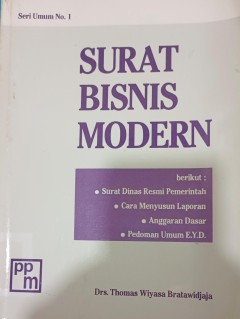 Seri Umum No. 1
SURAT
BISNIS
MODERN
berikut :
• Surat Dinas Resmi Pemerintah
• Cara Menyusun Laporan
• Anggaran Dasar
• Pedoman Umum E.Y.D.
pp
m
Drs. Thomas Wiyasa Bratawidjaja